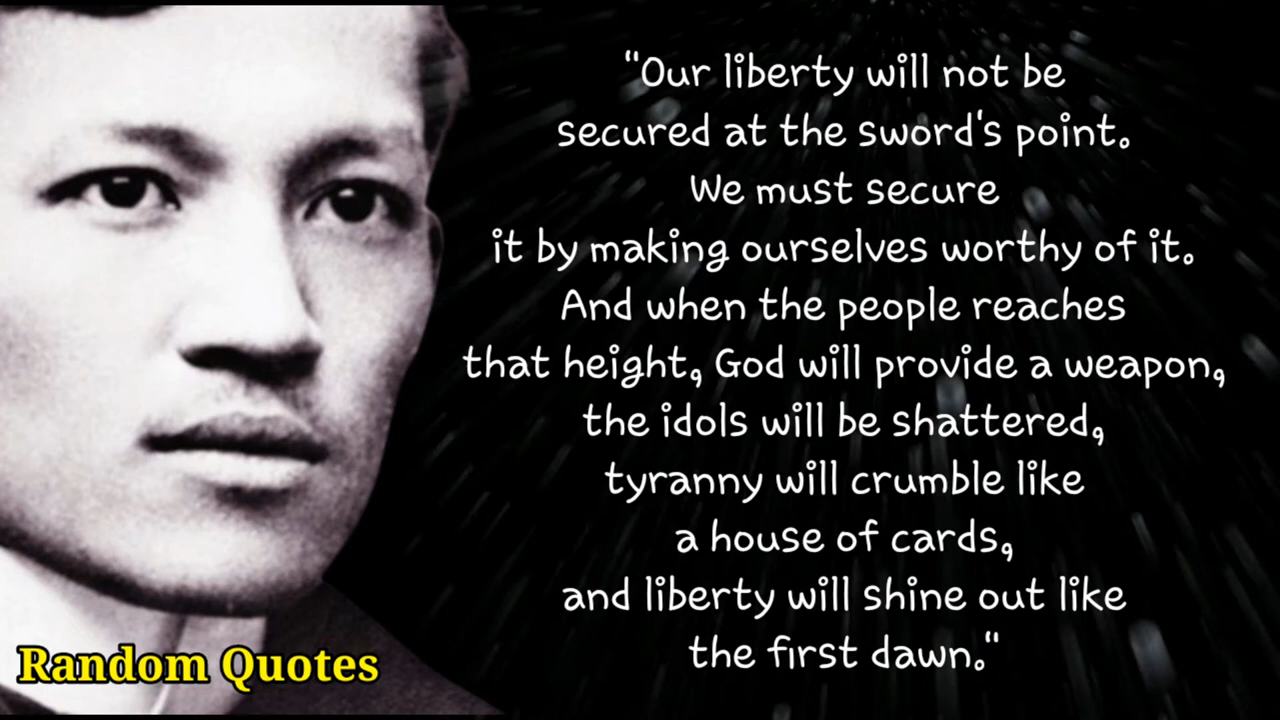 "Our liberty will not be
secured at the sword's point.
We must secure
it by making ourselves worthy of it.
And when the people reaches
that height, God will provide a weapon,
the idols will be shattered,
tyranny will crumble like
a house of cards,
and liberty will shine out like
the first dawn."
Random Quotes